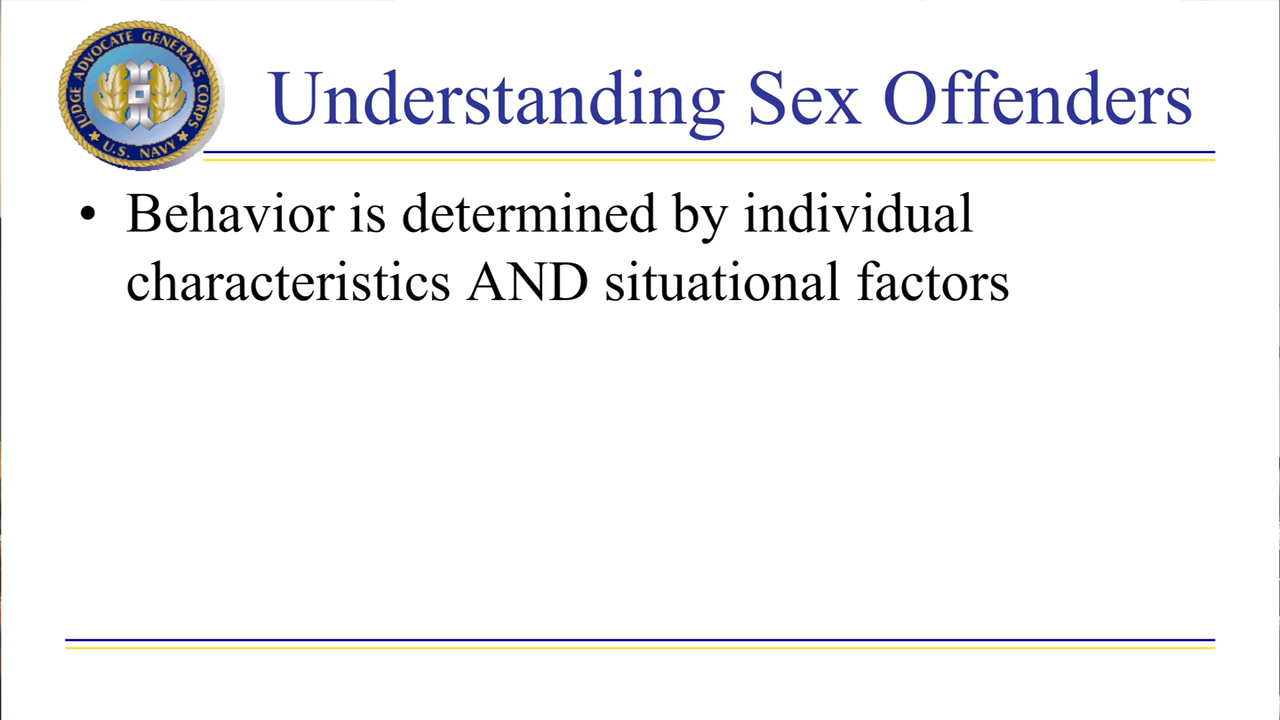 JUDGE ADVOCATE GENERAL'S CORPS
★ U.S. NAVY ★
Understanding Sex Offenders
• Behavior is determined by individual
characteristics AND situational factors